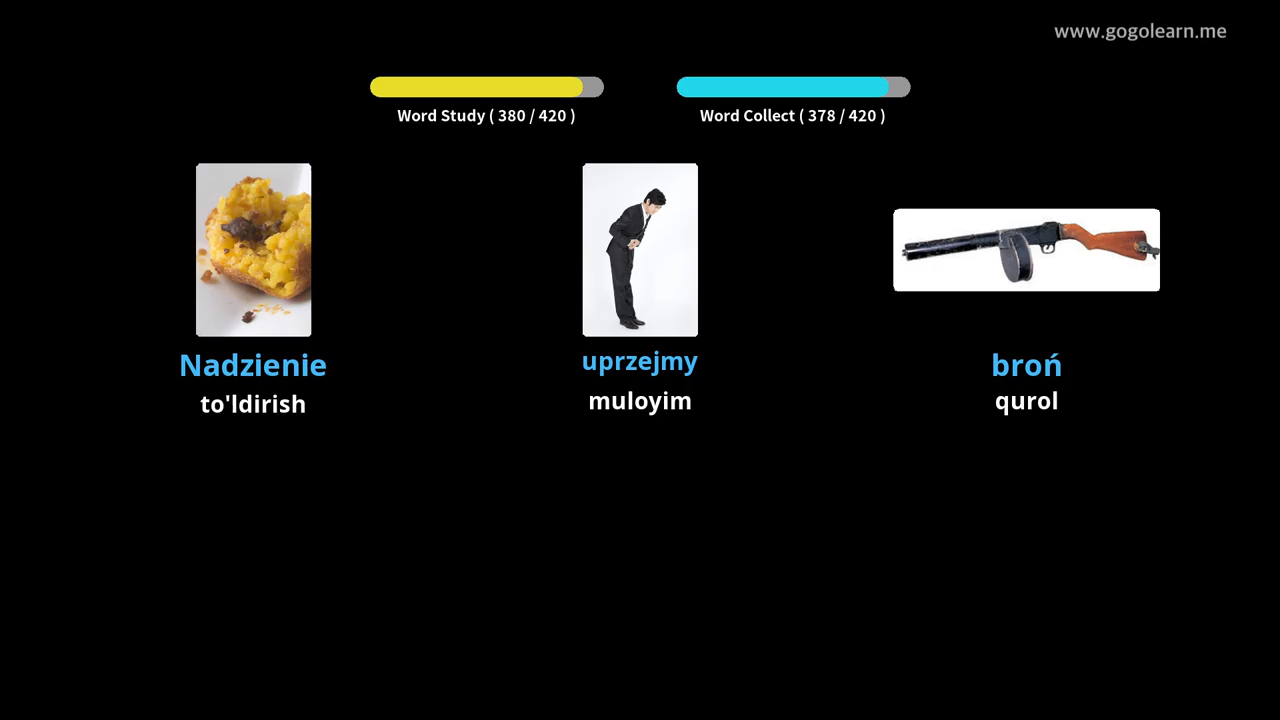 www.gogolearn.me
Word Study ( 380 / 420 )
Word Collect ( 378 / 420 )
Nadzienie
to'ldirish
uprzejmy
muloyim
broń
qurol